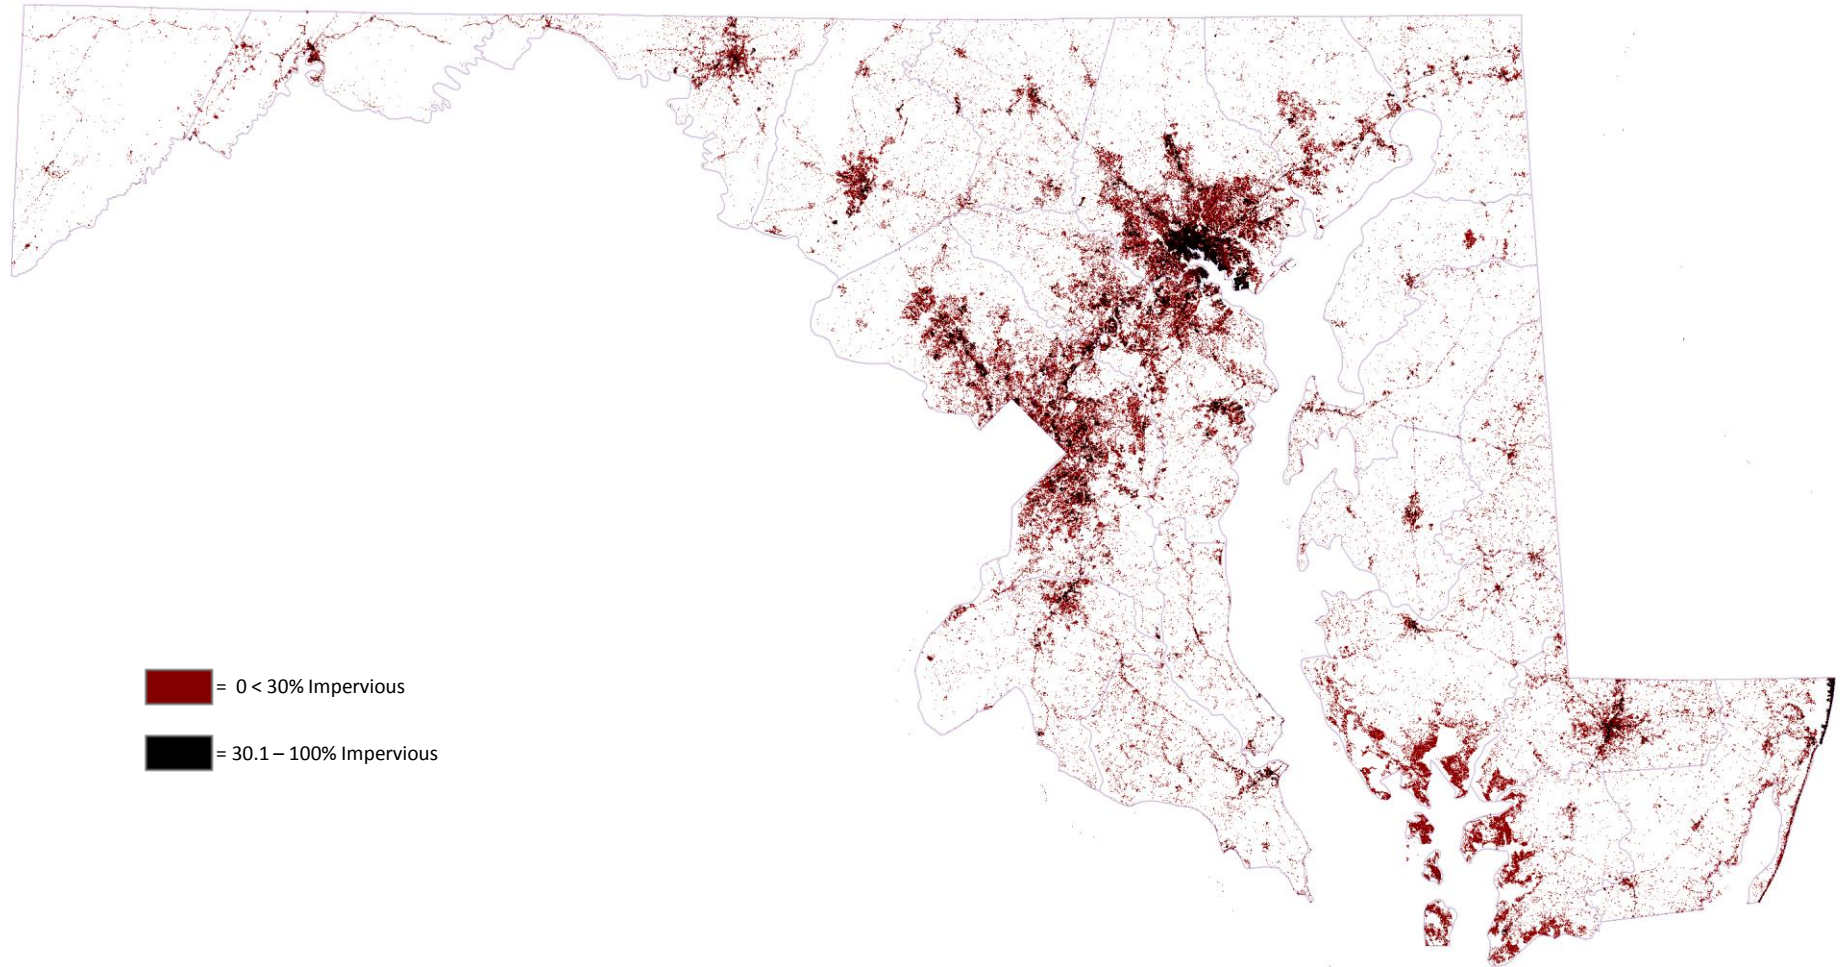 = 0 < 30% Impervious
= 30.1 – 100% Impervious